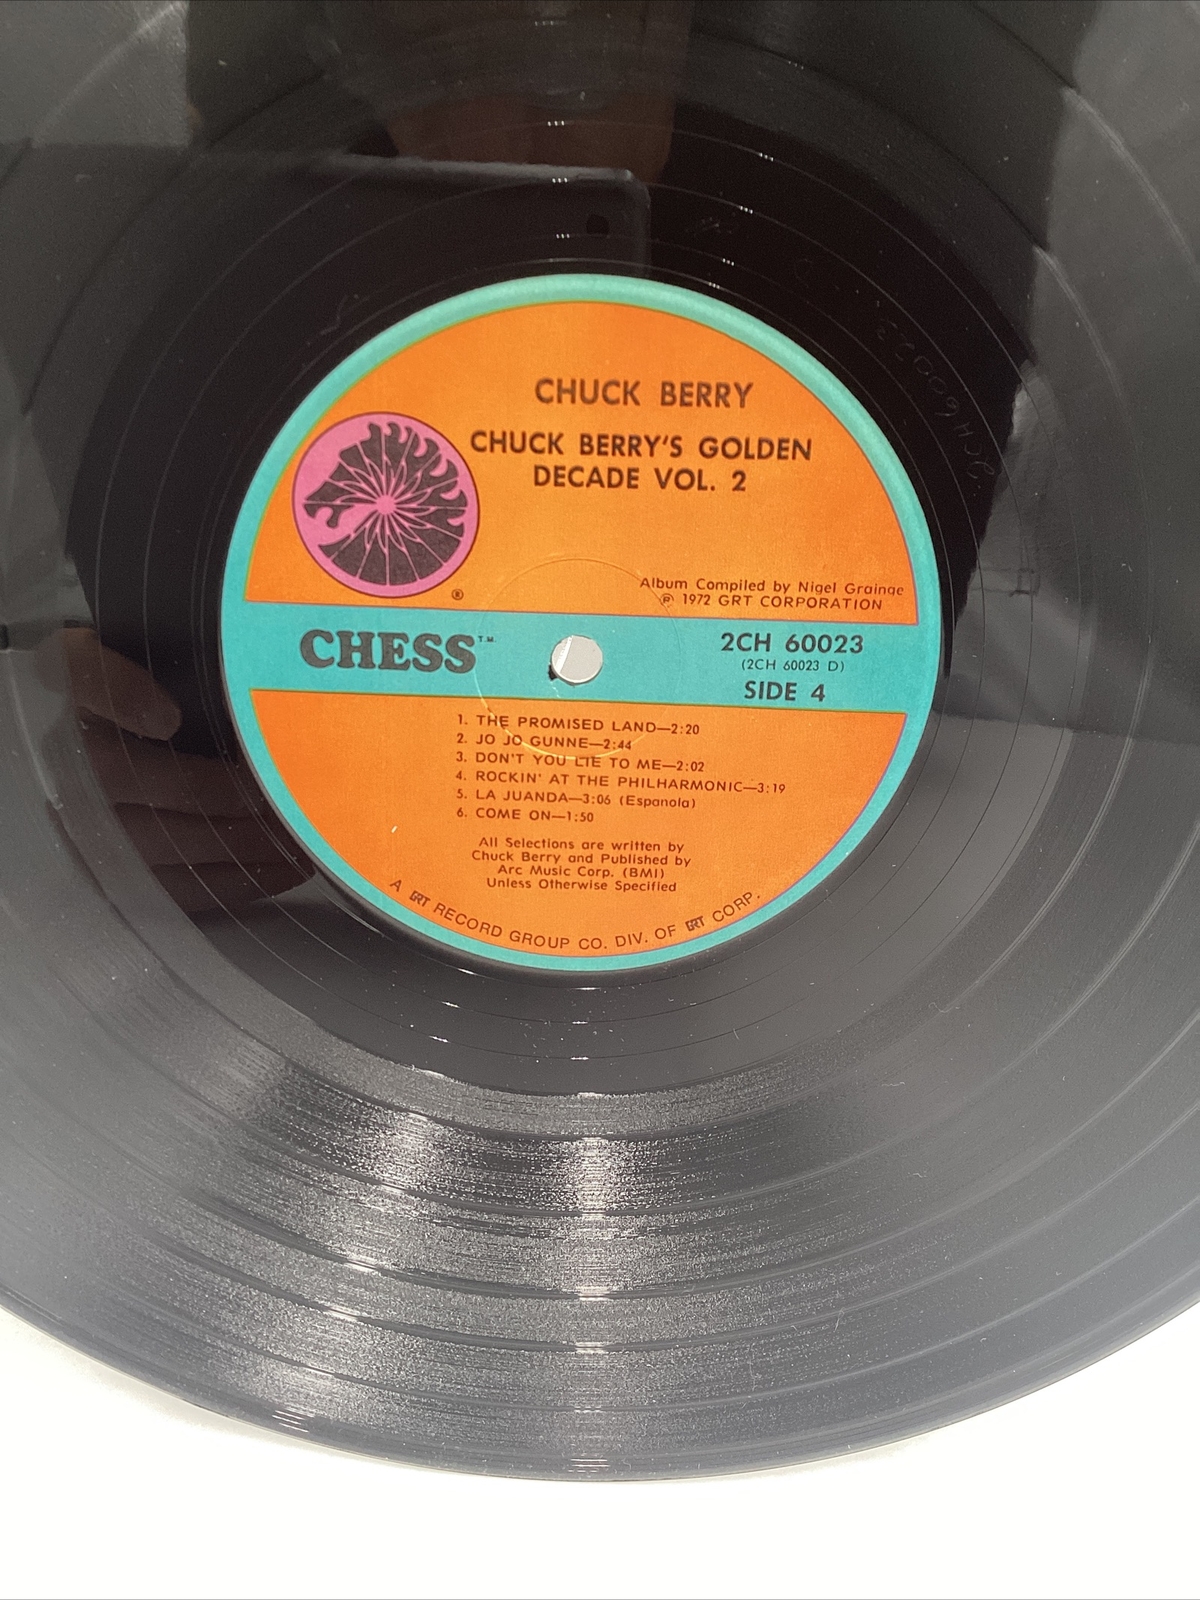 CHUCK BERRY
CHUCK BERRY'S GOLDEN
DECADE VOL. 2
®
Album Compiled by Nigel Grainge
℗ 1972 GRT CORPORATION
CHESS™
2CH 60023
(2CH 60023 D)
SIDE 4
1. THE PROMISED LAND—2:20
2. JO JO GUNNE—2:44
3. DON'T YOU LIE TO ME—2:02
4. ROCKIN' AT THE PHILHARMONIC—3:19
5. LA JUANDA—3:06 (Espanola)
6. COME ON—1:50
All Selections are written by
Chuck Berry and Published by
Arc Music Corp. (BMI)
Unless Otherwise Specified
A GRT RECORD GROUP CO. DIV. OF GRT CORP.